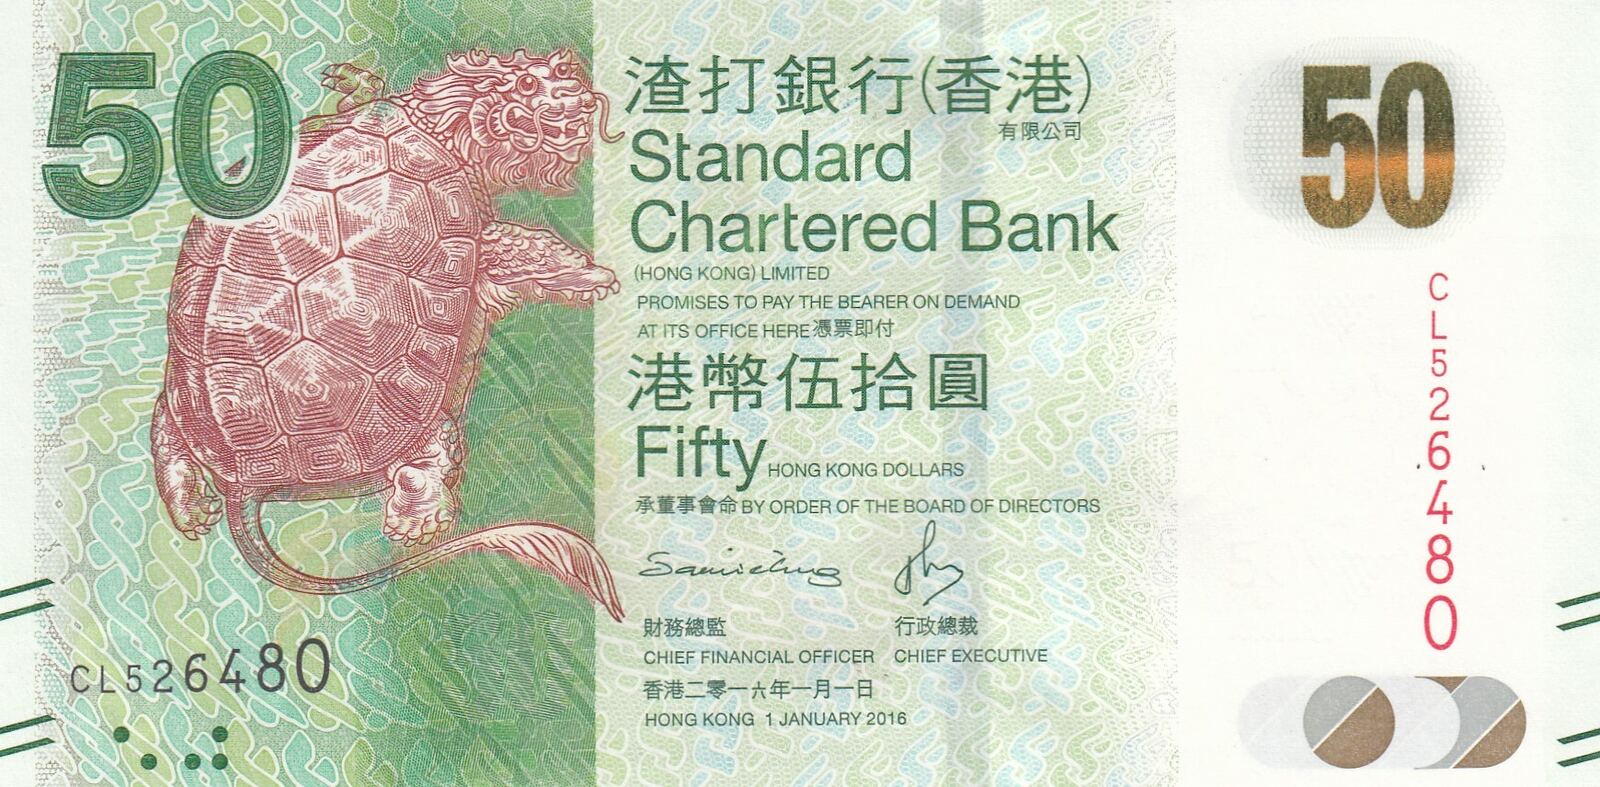 50
渣打銀行(香港)
有限公司
Standard
Chartered Bank
(HONG KONG) LIMITED
PROMISES TO PAY THE BEARER ON DEMAND
AT ITS OFFICE HERE 憑票即付
港幣伍拾圓
Fifty HONG KONG DOLLARS
承董事會命 BY ORDER OF THE BOARD OF DIRECTORS
財務總監 行政總裁
CHIEF FINANCIAL OFFICER CHIEF EXECUTIVE
香港二零一六年一月一日
HONG KONG 1 JANUARY 2016
CL526480
50
CL526480